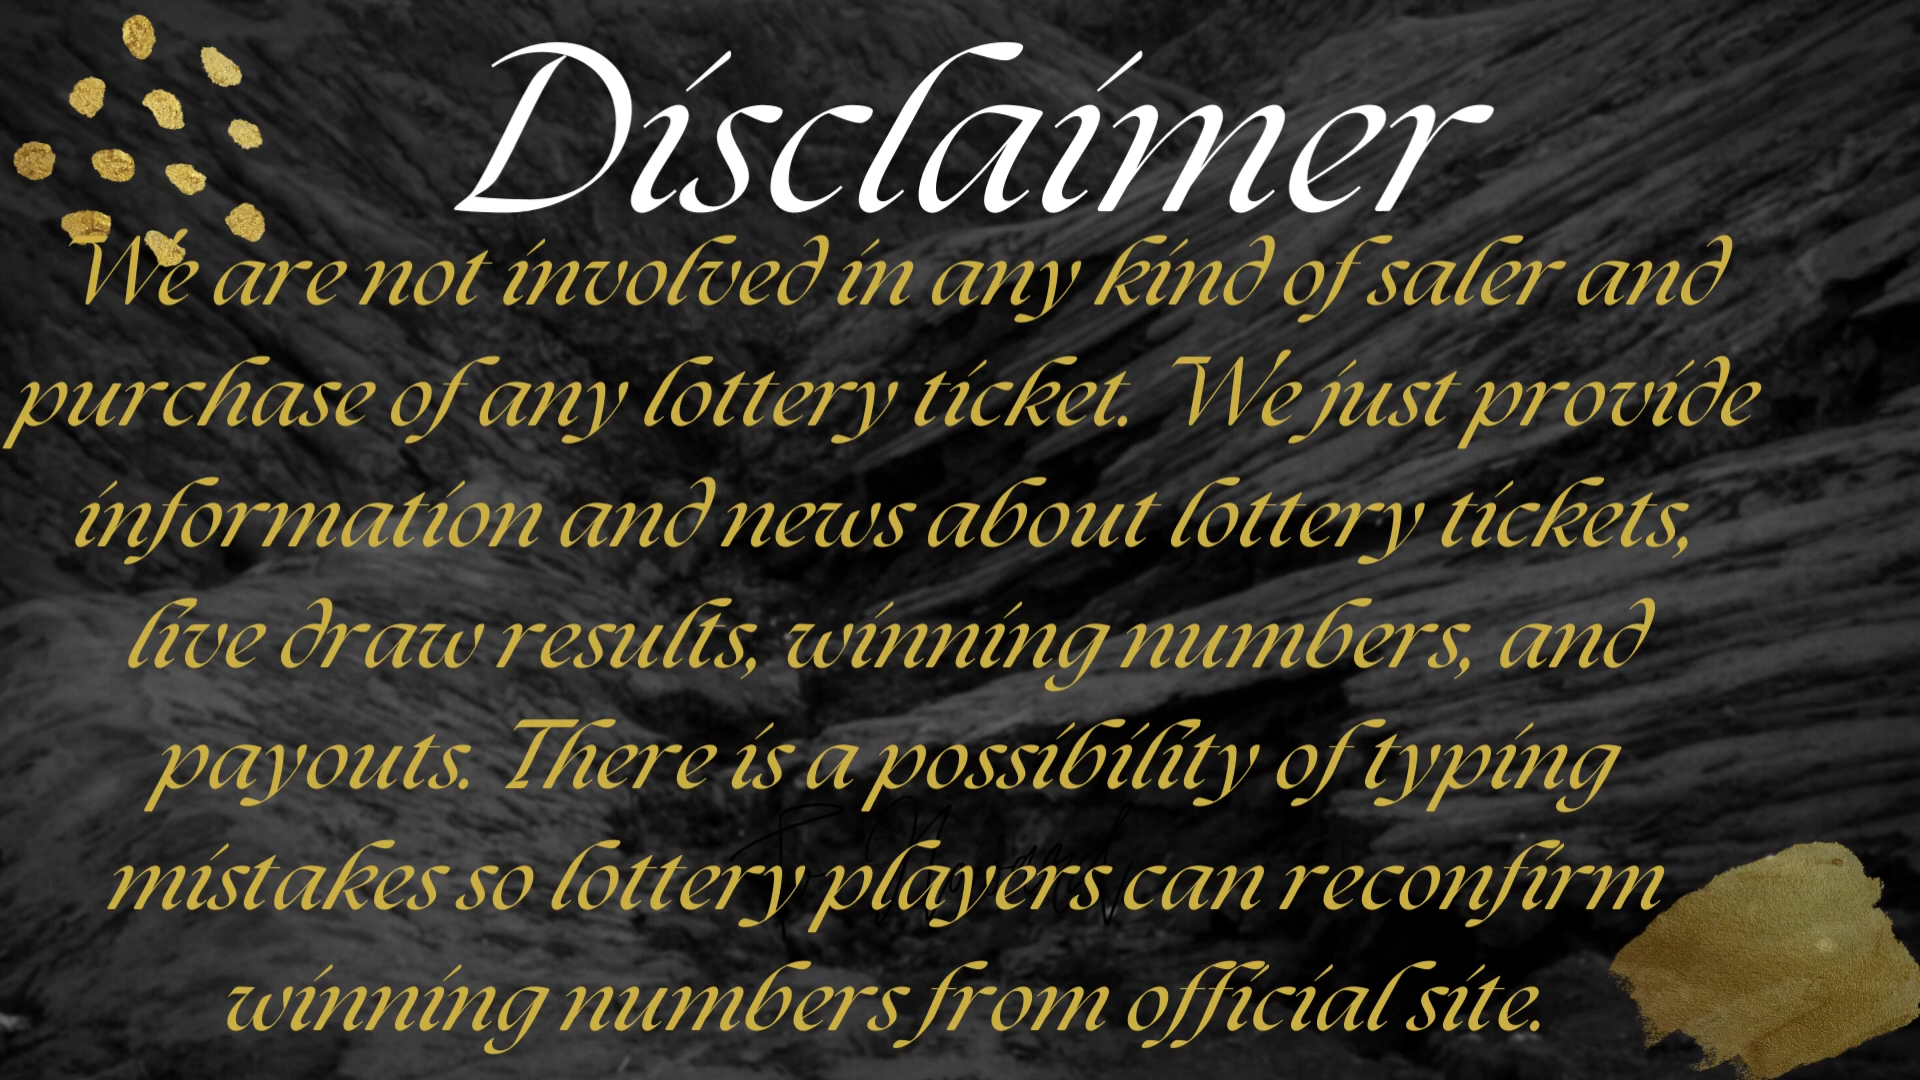 Disclaimer
We are not involved in any kind of saler and
purchase of any lottery ticket. We just provide
information and news about lottery tickets,
live draw results, winning numbers, and
payouts. There is a possibility of typing
mistakes so lottery players can reconfirm
winning numbers from official site.